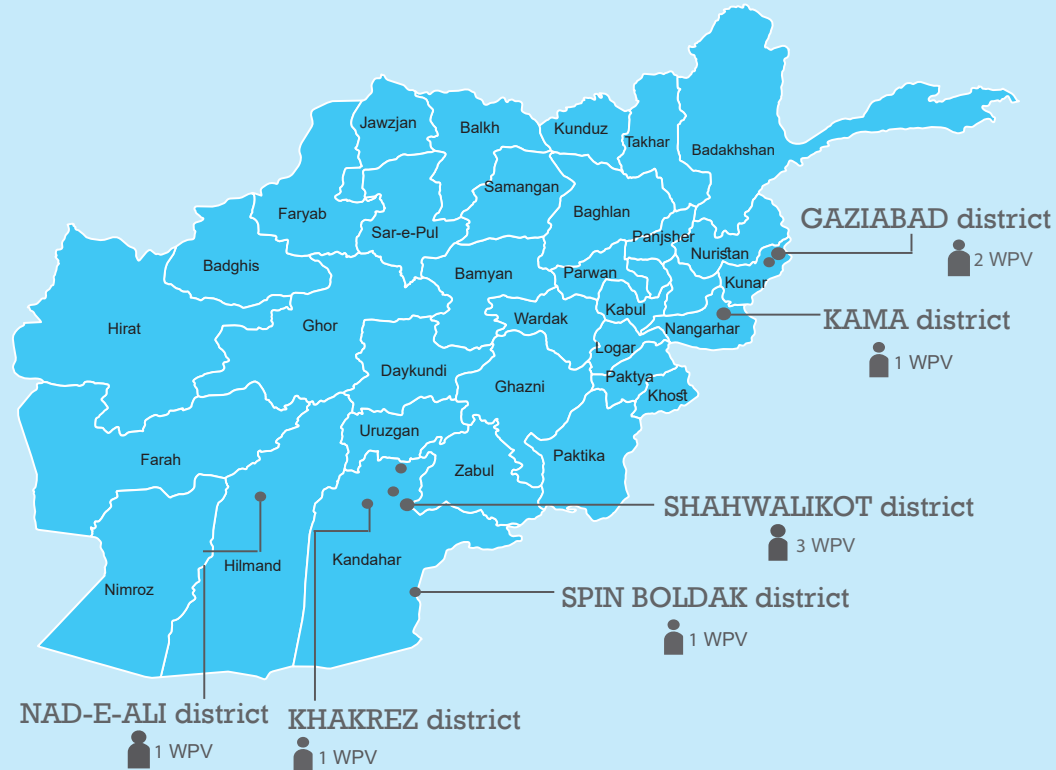 Jawzjan
Balkh
Kunduz
Takhar
Badakhshan
Samangan
Faryab
Baghlan
Sar-e-Pul
Panjsher
GAZIABAD district
2 WPV
Nuristan
Badghis
Bamyan
Parwan
Kunar
Hirat
Ghor
Wardak
Kabul
KAMA district
1 WPV
Nangarhar
Logar
Daykundi
Ghazni
Paktya
Khost
Uruzgan
Farah
Zabul
Paktika
SHAHWALIKOT district
3 WPV
Kandahar
Hilmand
Nimroz
SPIN BOLDAK district
1 WPV
NAD-E-ALI district
1 WPV
KHAKREZ district
1 WPV